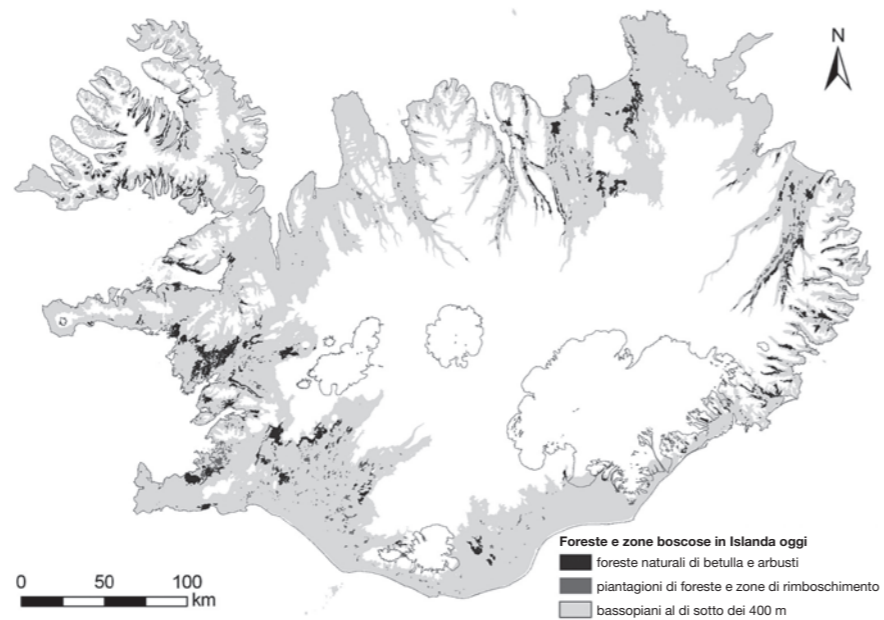 N
Foreste e zone boscose in Islanda oggi
foreste naturali di betulla e arbusti
piantagioni di foreste e zone di rimboschimento
bassopiani al di sotto dei 400 m
0 50 100
km